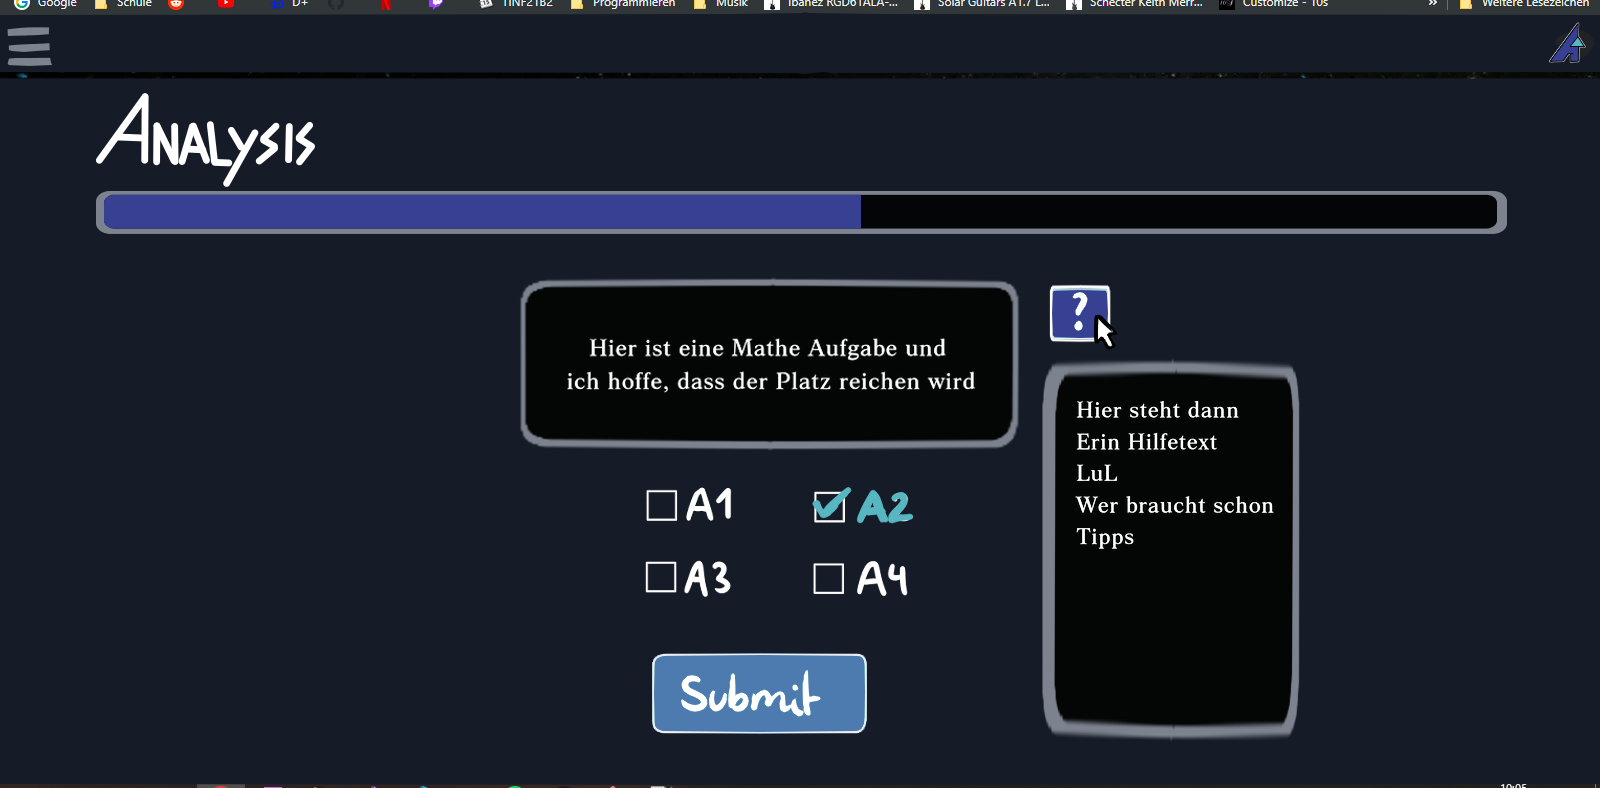 Google Schule D+ TINF21B2 Programmieren Musik Ibanez RGD61ALA-... Solar Guitars A1.7 L... Schecter Keith Merr... Customize - 10s » Weitere Lesezeichen
ANALYSIS
Hier ist eine Mathe Aufgabe und
ich hoffe, dass der Platz reichen wird
?
Hier steht dann
Erin Hilfetext
LuL
Wer braucht schon
Tipps
A1 A2
A3 A4
Submit